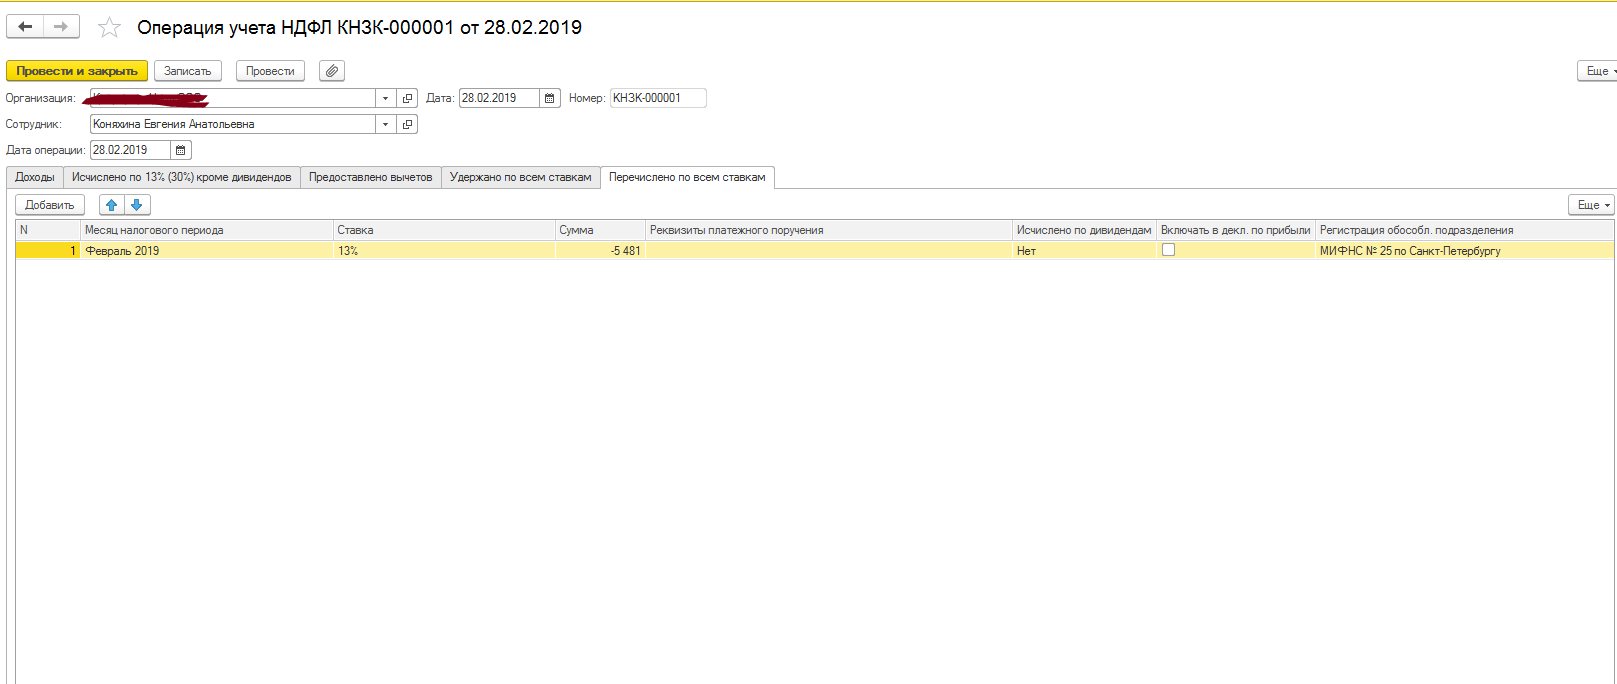 Операция учета НДФЛ КНЗК-000001 от 28.02.2019
Провести и закрыть Записать Провести Еще
Организация: Дата: 28.02.2019 Номер: КНЗК-000001
Сотрудник: Коняхина Евгения Анатольевна
Дата операции: 28.02.2019
Доходы Исчислено по 13% (30%) кроме дивидендов Предоставлено вычетов Удержано по всем ставкам Перечислено по всем ставкам
Добавить Еще
N Месяц налогового периода Ставка Сумма Реквизиты платежного поручения Исчислено по дивидендам Включать в декл. по прибыли Регистрация обособл. подразделения
1 Февраль 2019 13% -5 481 Нет МИФНС № 25 по Санкт-Петербургу